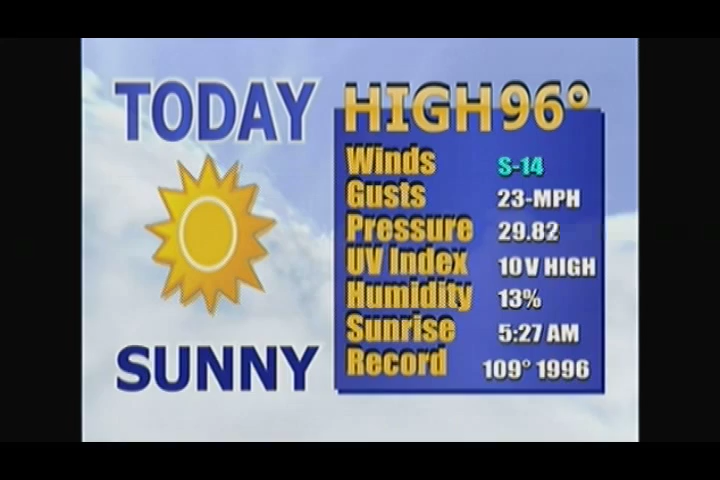 TODAY
SUNNY
HIGH 96°
Winds S-14
Gusts 23-MPH
Pressure 29.82
UV Index 10 V HIGH
Humidity 13%
Sunrise 5:27 AM
Record 109° 1996